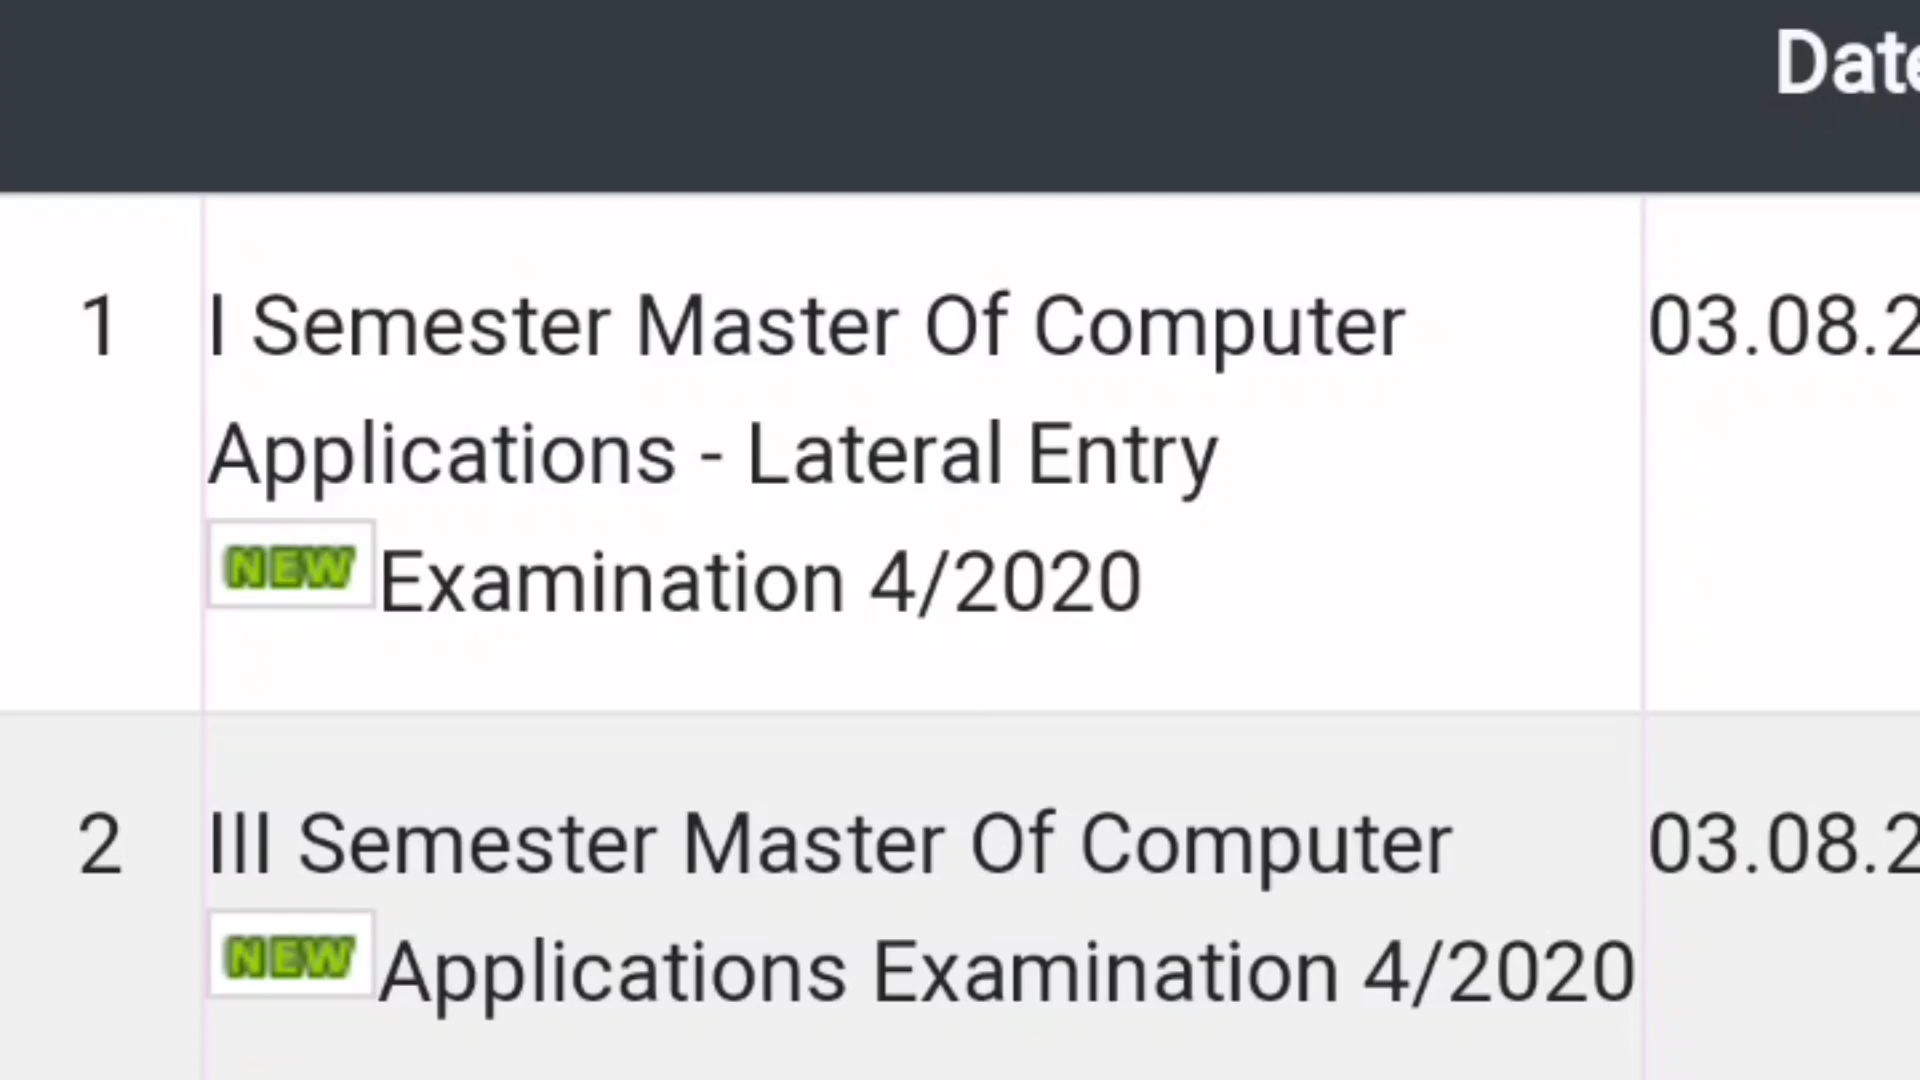 Date
1 I Semester Master Of Computer 03.08.2
Applications - Lateral Entry
NEW Examination 4/2020
2 III Semester Master Of Computer 03.08.2
NEW Applications Examination 4/2020